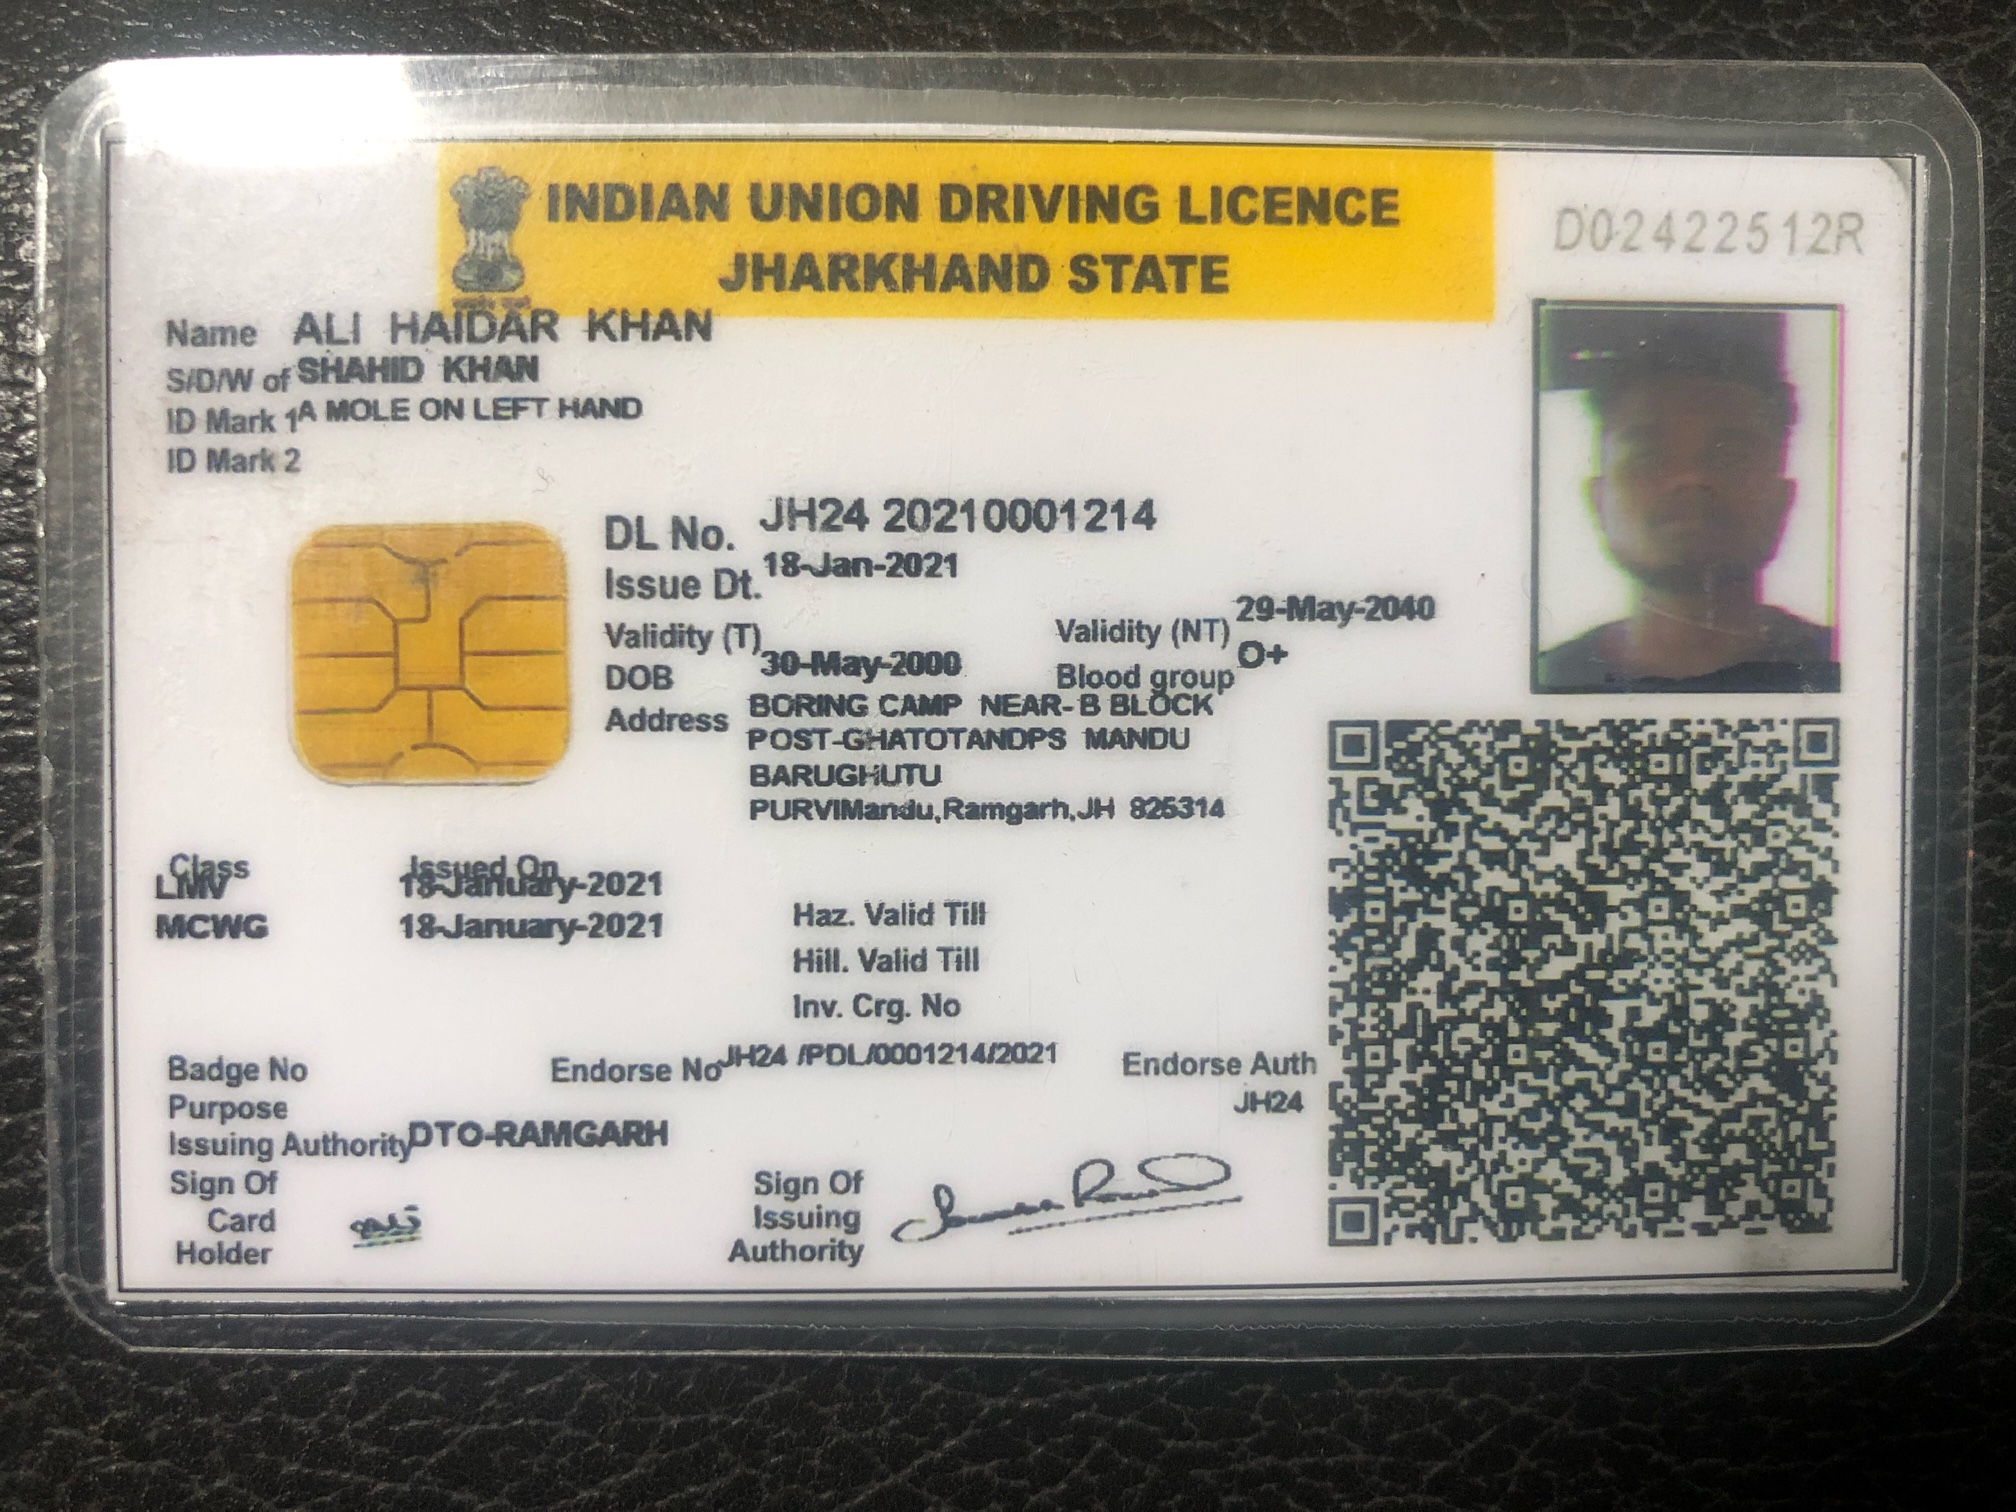 INDIAN UNION DRIVING LICENCE
JHARKHAND STATE
D02422512R
Name ALI HAIDAR KHAN
S/D/W of SHAHID KHAN
ID Mark 1 A MOLE ON LEFT HAND
ID Mark 2
DL No. JH24 20210001214
Issue Dt. 18-Jan-2021
Validity (T) Validity (NT) 29-May-2040
DOB 30-May-2000 Blood group O+
Address BORING CAMP NEAR- B BLOCK
POST-GHATOTANDPS MANDU
BARUGHUTU
PURVIMandu,Ramgarh,JH 825314
Class Issued On
LMV 18-January-2021 Haz. Valid Till
MCWG 18-January-2021
Hill. Valid Till
Inv. Crg. No
Badge No Endorse No JH24 /PDL/0001214/2021 Endorse Auth
Purpose JH24
Issuing Authority DTO-RAMGARH
Sign Of
Card
Holder
Sign Of
Issuing
Authority